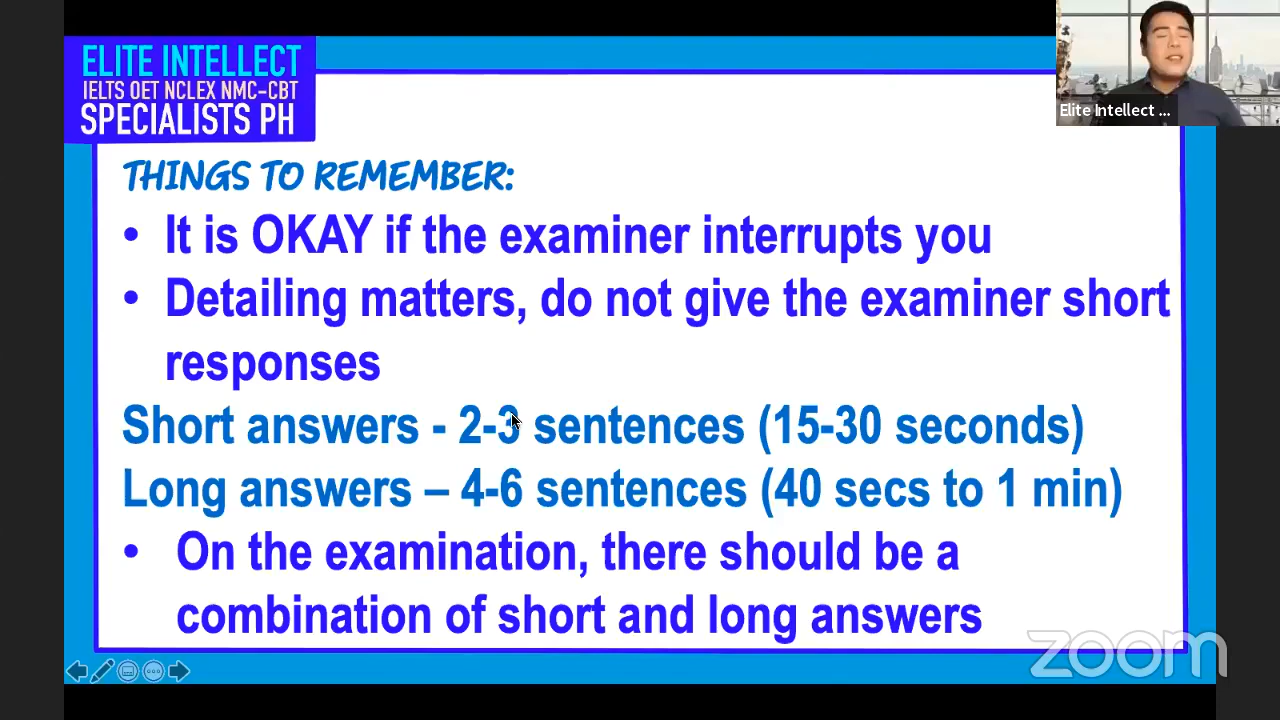 ELITE INTELLECT
IELTS OET NCLEX NMC-CBT
SPECIALISTS PH
Elite Intellect ...
THINGS TO REMEMBER:
• It is OKAY if the examiner interrupts you
• Detailing matters, do not give the examiner short
responses
Short answers - 2-3 sentences (15-30 seconds)
Long answers – 4-6 sentences (40 secs to 1 min)
• On the examination, there should be a
combination of short and long answers
zoom